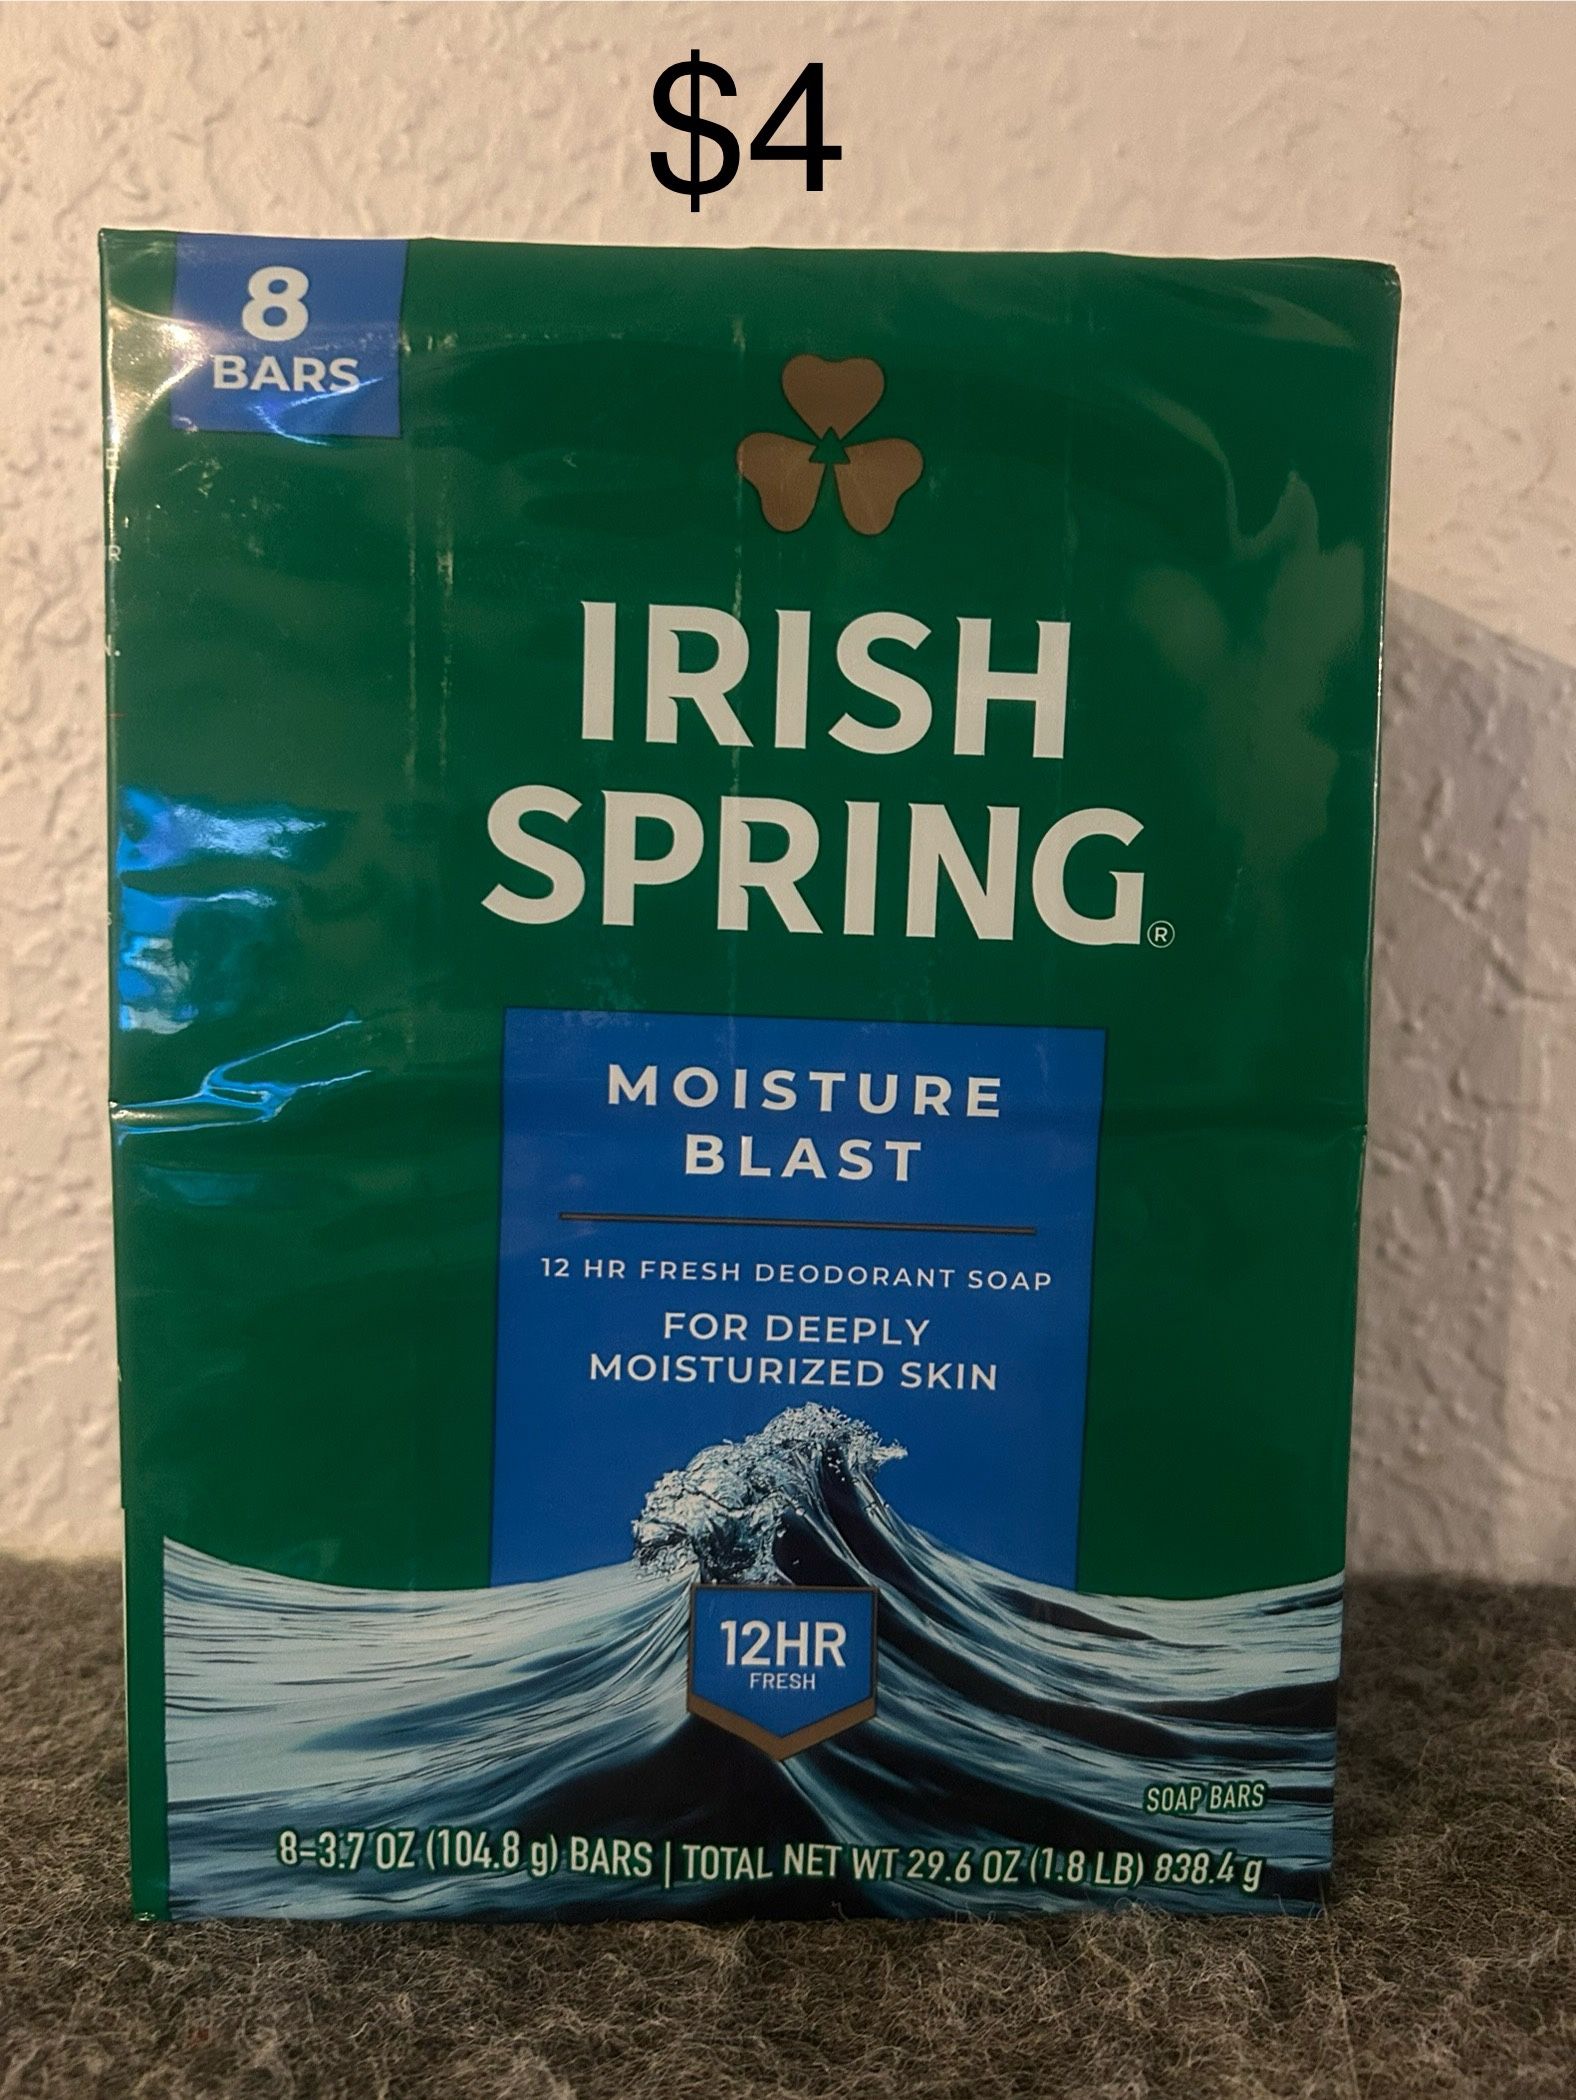 $4
8
BARS
IRISH
SPRING®
MOISTURE
BLAST
12 HR FRESH DEODORANT SOAP
FOR DEEPLY
MOISTURIZED SKIN
12HR
FRESH
SOAP BARS
8-3.7 OZ (104.8 g) BARS | TOTAL NET WT 29.6 OZ (1.8 LB) 838.4 g